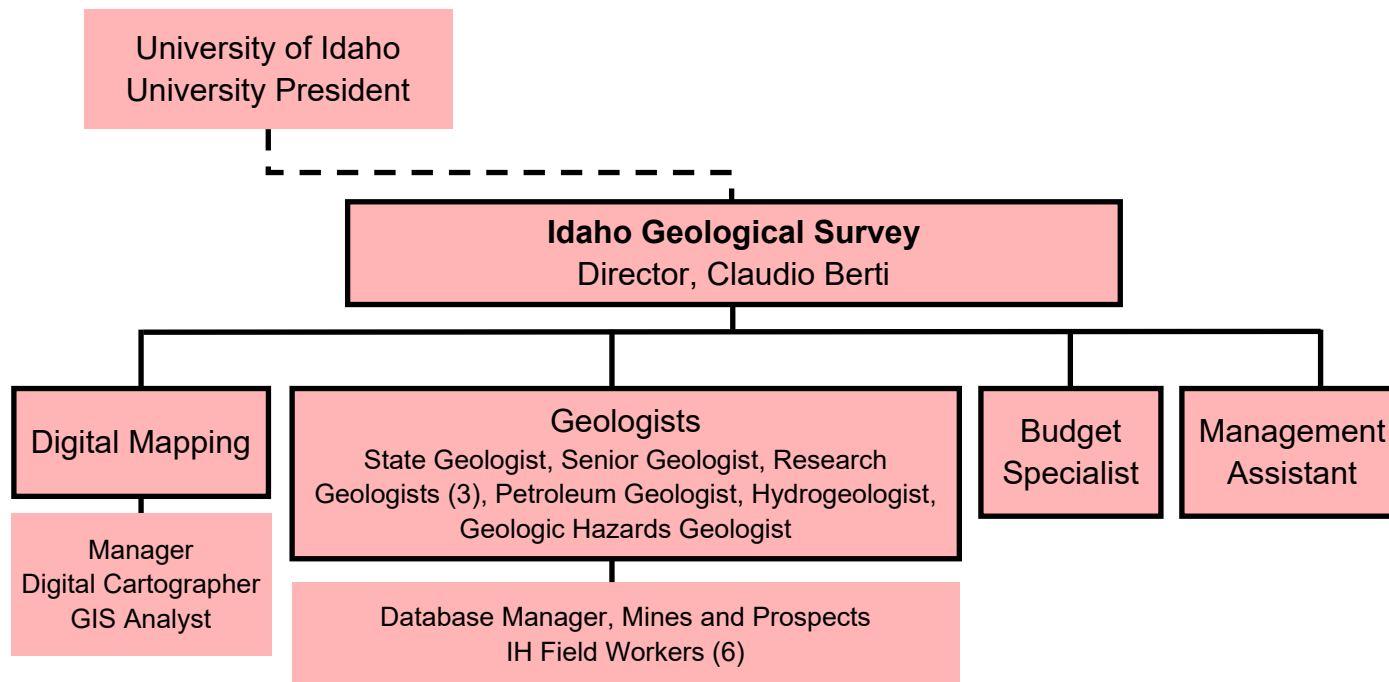 University of Idaho
University President
Idaho Geological Survey
Director, Claudio Berti
Digital Mapping
Geologists
State Geologist, Senior Geologist, Research
Geologists (3), Petroleum Geologist, Hydrogeologist,
Geologic Hazards Geologist
Budget
Specialist
Management
Assistant
Manager
Digital Cartographer
GIS Analyst
Database Manager, Mines and Prospects
IH Field Workers (6)